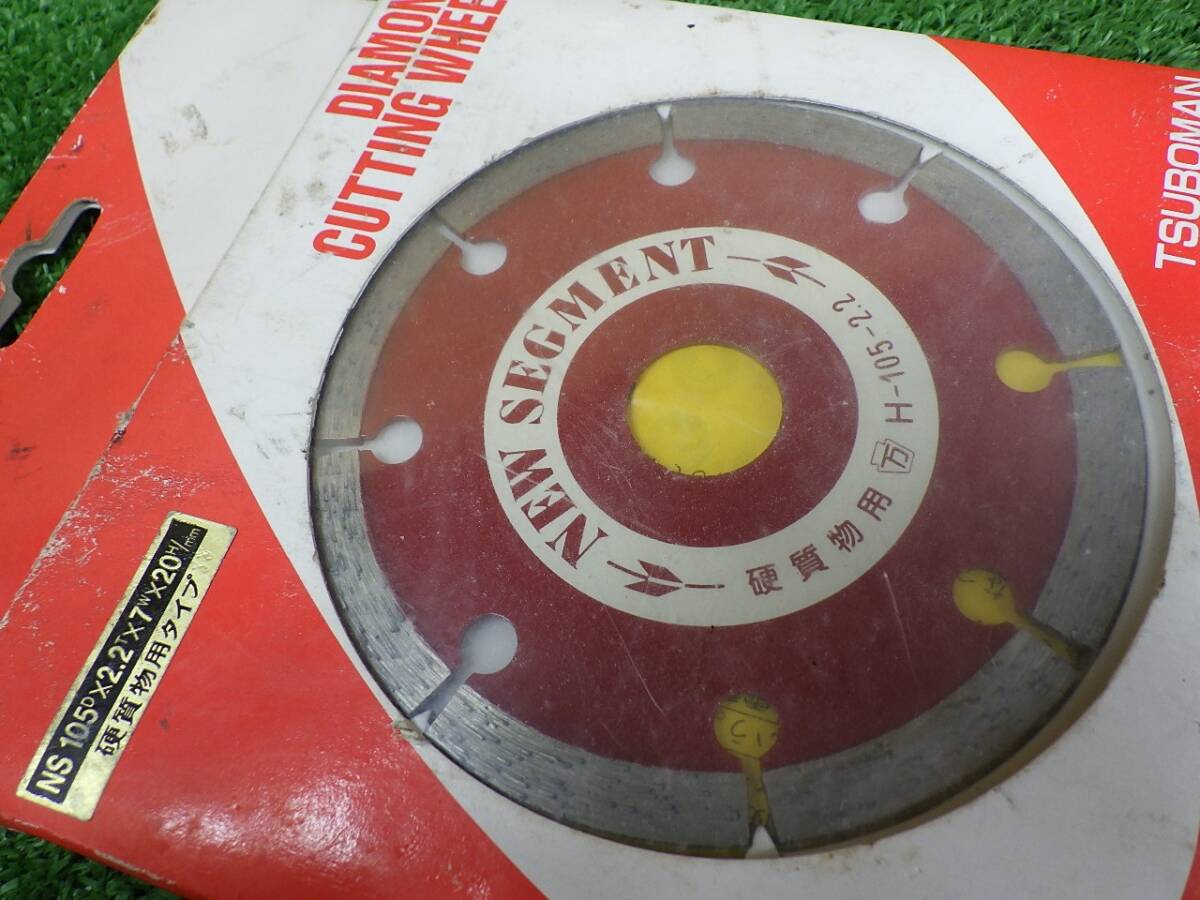 DIAMON
CUTTING WHEE
TSUBOMAN
NEW SEGMENT
H-105-2.2
万
硬質物用
NS 105ᴰ×2.2ᵀ×7ᵂ×20ᴴ/mm
硬質物用タイプ